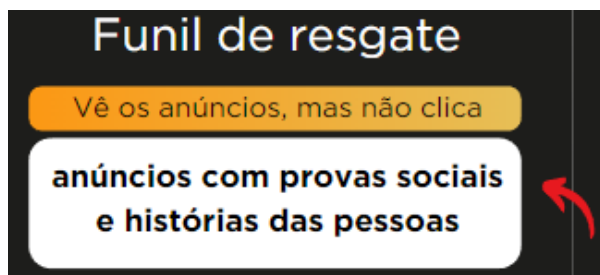 Funil de resgate
Vê os anúncios, mas não clica
anúncios com provas sociais
e histórias das pessoas